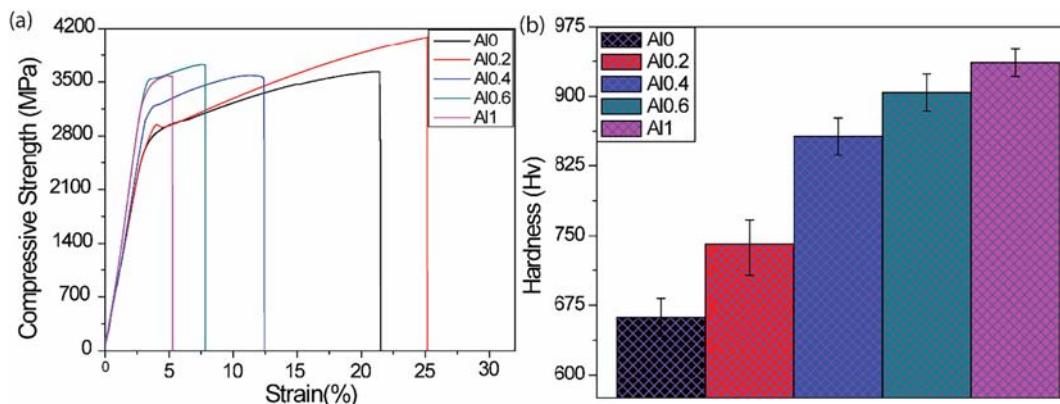 (a)
Compressive Strength (MPa)
4200
3500
2800
2100
1400
700
0
0 5 10 15 20 25 30
Strain(%)
Al0
Al0.2
Al0.4
Al0.6
Al1
(b)
Hardness (Hv)
975
900
825
750
675
600
Al0
Al0.2
Al0.4
Al0.6
Al1